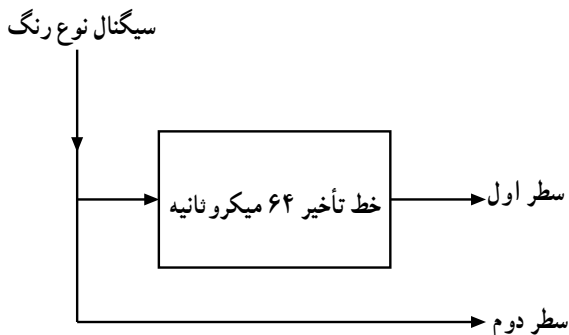 سیگنال نوع رنگ
خط تأخیر ۶۴ میکروثانیه
سطر اول
سطر دوم